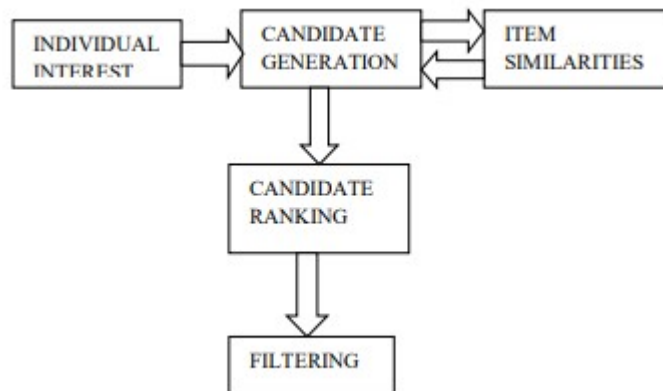 INDIVIDUAL
INTEREST
CANDIDATE
GENERATION
ITEM
SIMILARITIES
CANDIDATE
RANKING
FILTERING